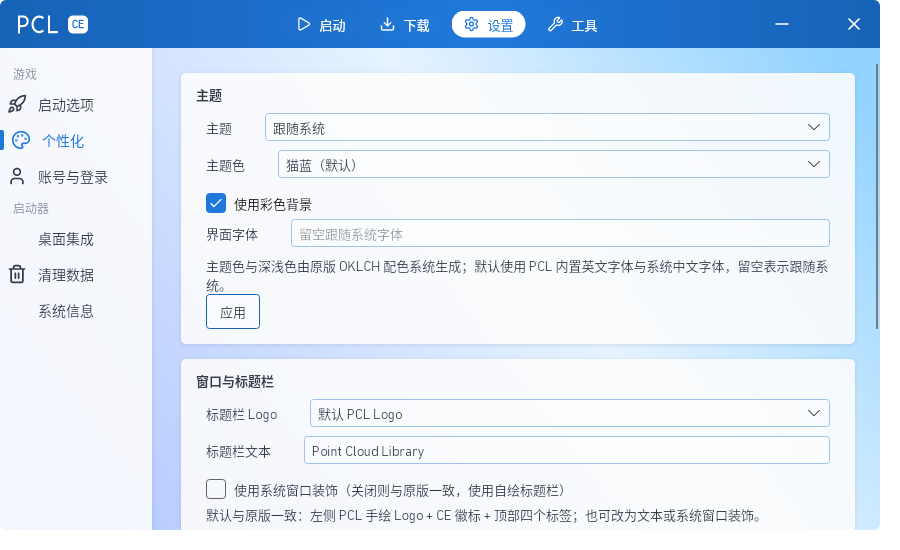 PCL CE 启动 下载 设置 工具
游戏
启动选项
个性化
账号与登录
启动器
桌面集成
清理数据
系统信息
主题
主题 跟随系统
主题色 猫蓝（默认）
使用彩色背景
界面字体 留空跟随系统字体
主题色与深浅色由原版 OKLCH 配色系统生成；默认使用 PCL 内置英文字体与系统中文字体，留空表示跟随系
统。
应用
窗口与标题栏
标题栏 Logo 默认 PCL Logo
标题栏文本 Point Cloud Library
使用系统窗口装饰（关闭则与原版一致，使用自绘标题栏）
默认与原版一致：左侧 PCL 手绘 Logo + CE 徽标 + 顶部四个标签；也可改为文本或系统窗口装饰。